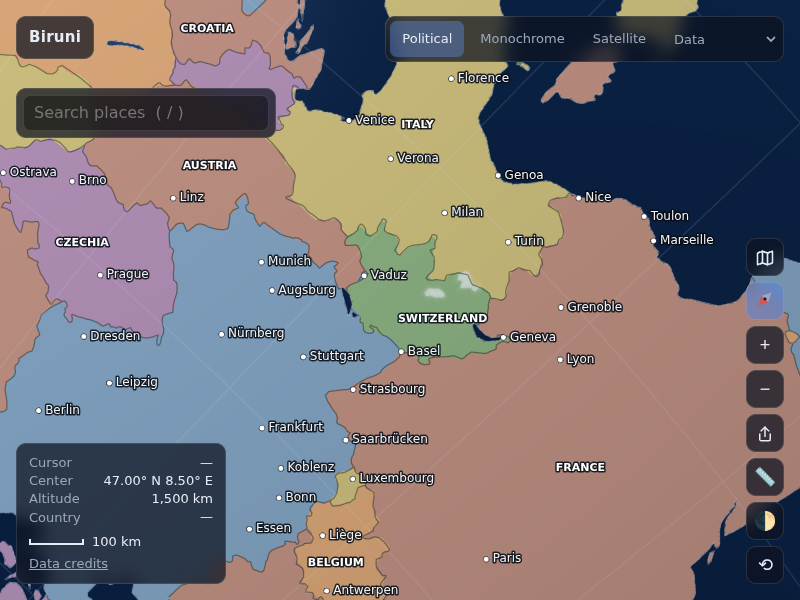 Biruni
Political
Monochrome
Satellite
Data
Search places ( / )
CROATIA
Florence
Venice
ITALY
Verona
AUSTRIA
Genoa
Ostrava
Brno
Linz
Nice
Milan
Toulon
CZECHIA
Turin
Marseille
Munich
Prague
Vaduz
Augsburg
Grenoble
SWITZERLAND
Dresden
Nürnberg
Geneva
Stuttgart
Basel
Lyon
Leipzig
Strasbourg
Berlin
Frankfurt
Saarbrücken
Koblenz
FRANCE
Luxembourg
Bonn
Essen
Liège
Paris
BELGIUM
Antwerpen
+
−
Cursor —
Center 47.00° N 8.50° E
Altitude 1,500 km
Country —
100 km
Data credits